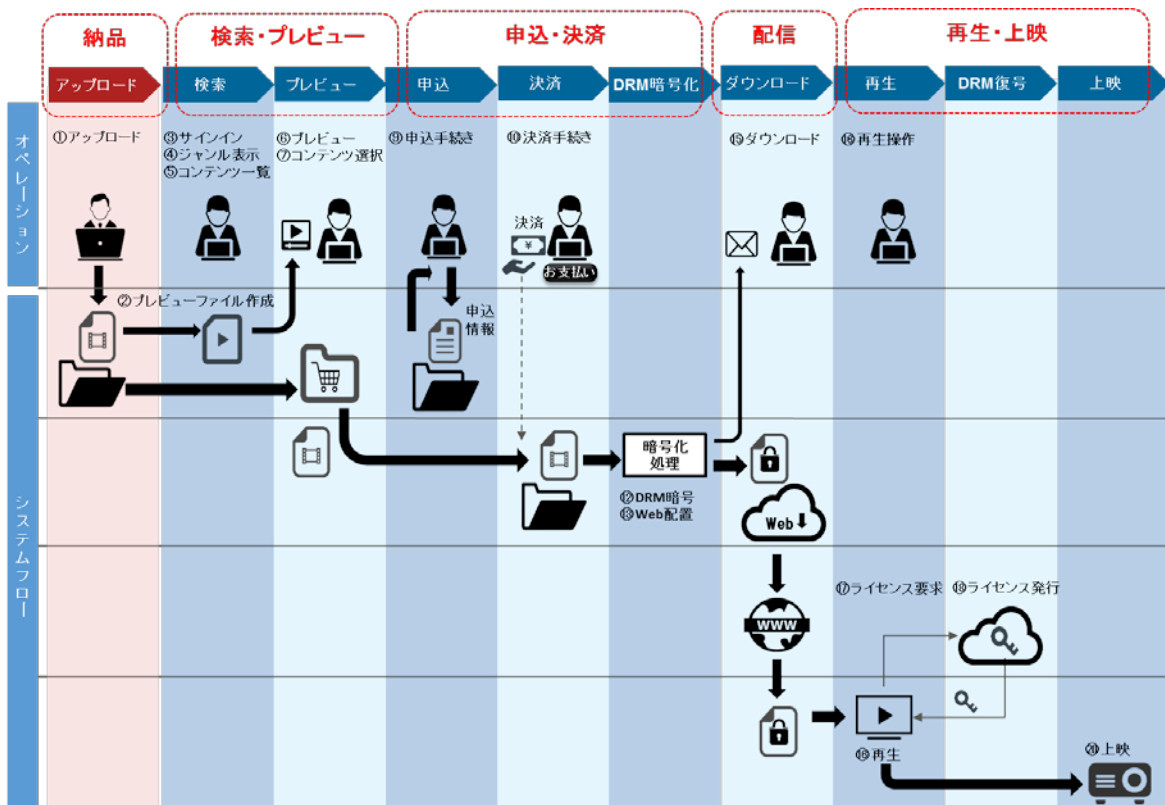 納品
検索・プレビュー
申込・決済
配信
再生・上映
アップロード
検索
プレビュー
申込
決済
DRM暗号化
ダウンロード
再生
DRM復号
上映
オペレーション
①アップロード
③サインイン
④ジャンル表示
⑤コンテンツ一覧
⑥プレビュー
⑦コンテンツ選択
⑨申込手続き
⑩決済手続き
⑮ダウンロード
⑯再生操作
決済
¥
お支払い
システムフロー
②プレビューファイル作成
申込
情報
暗号化
処理
⑫DRM暗号
⑬Web配置
Web
WWW
⑰ライセンス要求
⑱ライセンス発行
⑯再生
⑳上映